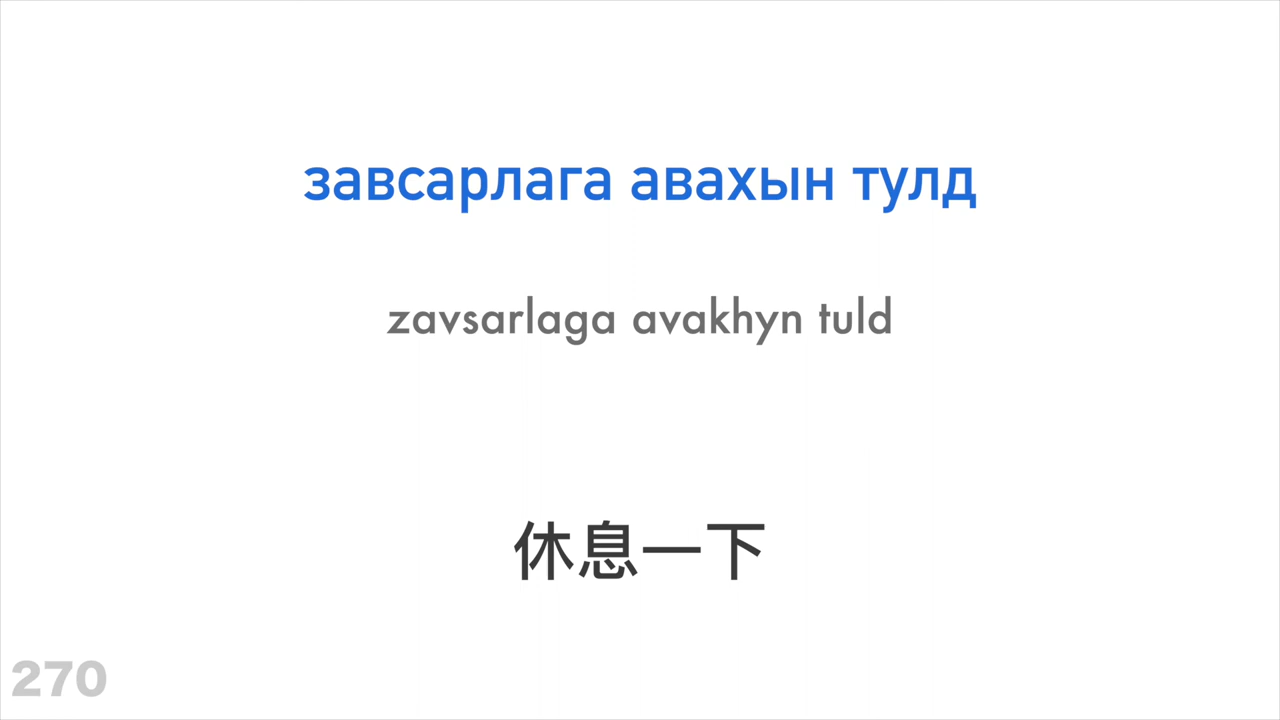 завсарлага авахын тулд
zavsarlaga avakhyn tuld
休息一下
270